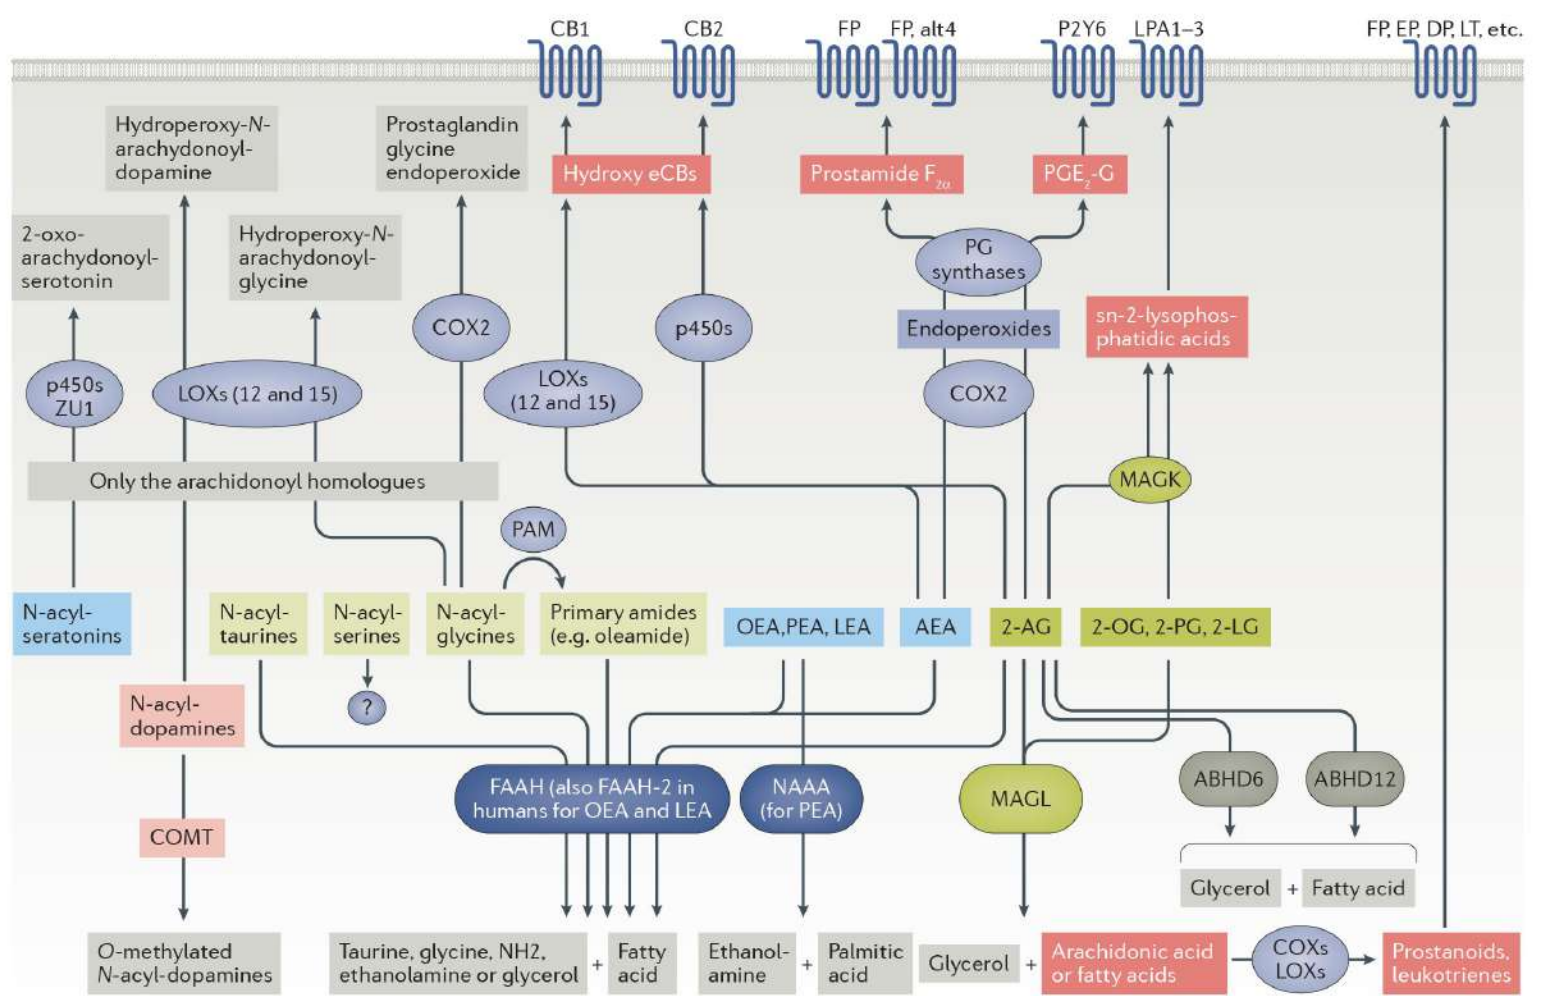 CB1
CB2
FP
FP, alt4
P2Y6
LPA1–3
FP, EP, DP, LT, etc.
Hydroperoxy-N-
arachydonoyl-
dopamine
Prostaglandin
glycine
endoperoxide
Hydroxy eCBs
Prostamide F2α
PGE2-G
2-oxo-
arachydonoyl-
serotonin
Hydroperoxy-N-
arachydonoyl-
glycine
PG
synthases
COX2
p450s
Endoperoxides
sn-2-lysophos-
phatidic acids
p450s
ZU1
LOXs (12 and 15)
LOXs
(12 and 15)
COX2
Only the arachidonoyl homologues
MAGK
PAM
N-acyl-
seratonins
N-acyl-
taurines
N-acyl-
serines
N-acyl-
glycines
Primary amides
(e.g. oleamide)
OEA,PEA, LEA
AEA
2-AG
2-OG, 2-PG, 2-LG
N-acyl-
dopamines
?
FAAH (also FAAH-2 in
humans for OEA and LEA
NAAA
(for PEA)
MAGL
ABHD6
ABHD12
COMT
Glycerol + Fatty acid
O-methylated
N-acyl-dopamines
Taurine, glycine, NH2,
ethanolamine or glycerol
+
Fatty
acid
Ethanol-
amine
+
Palmitic
acid
Glycerol
+
Arachidonic acid
or fatty acids
COXs
LOXs
Prostanoids,
leukotrienes